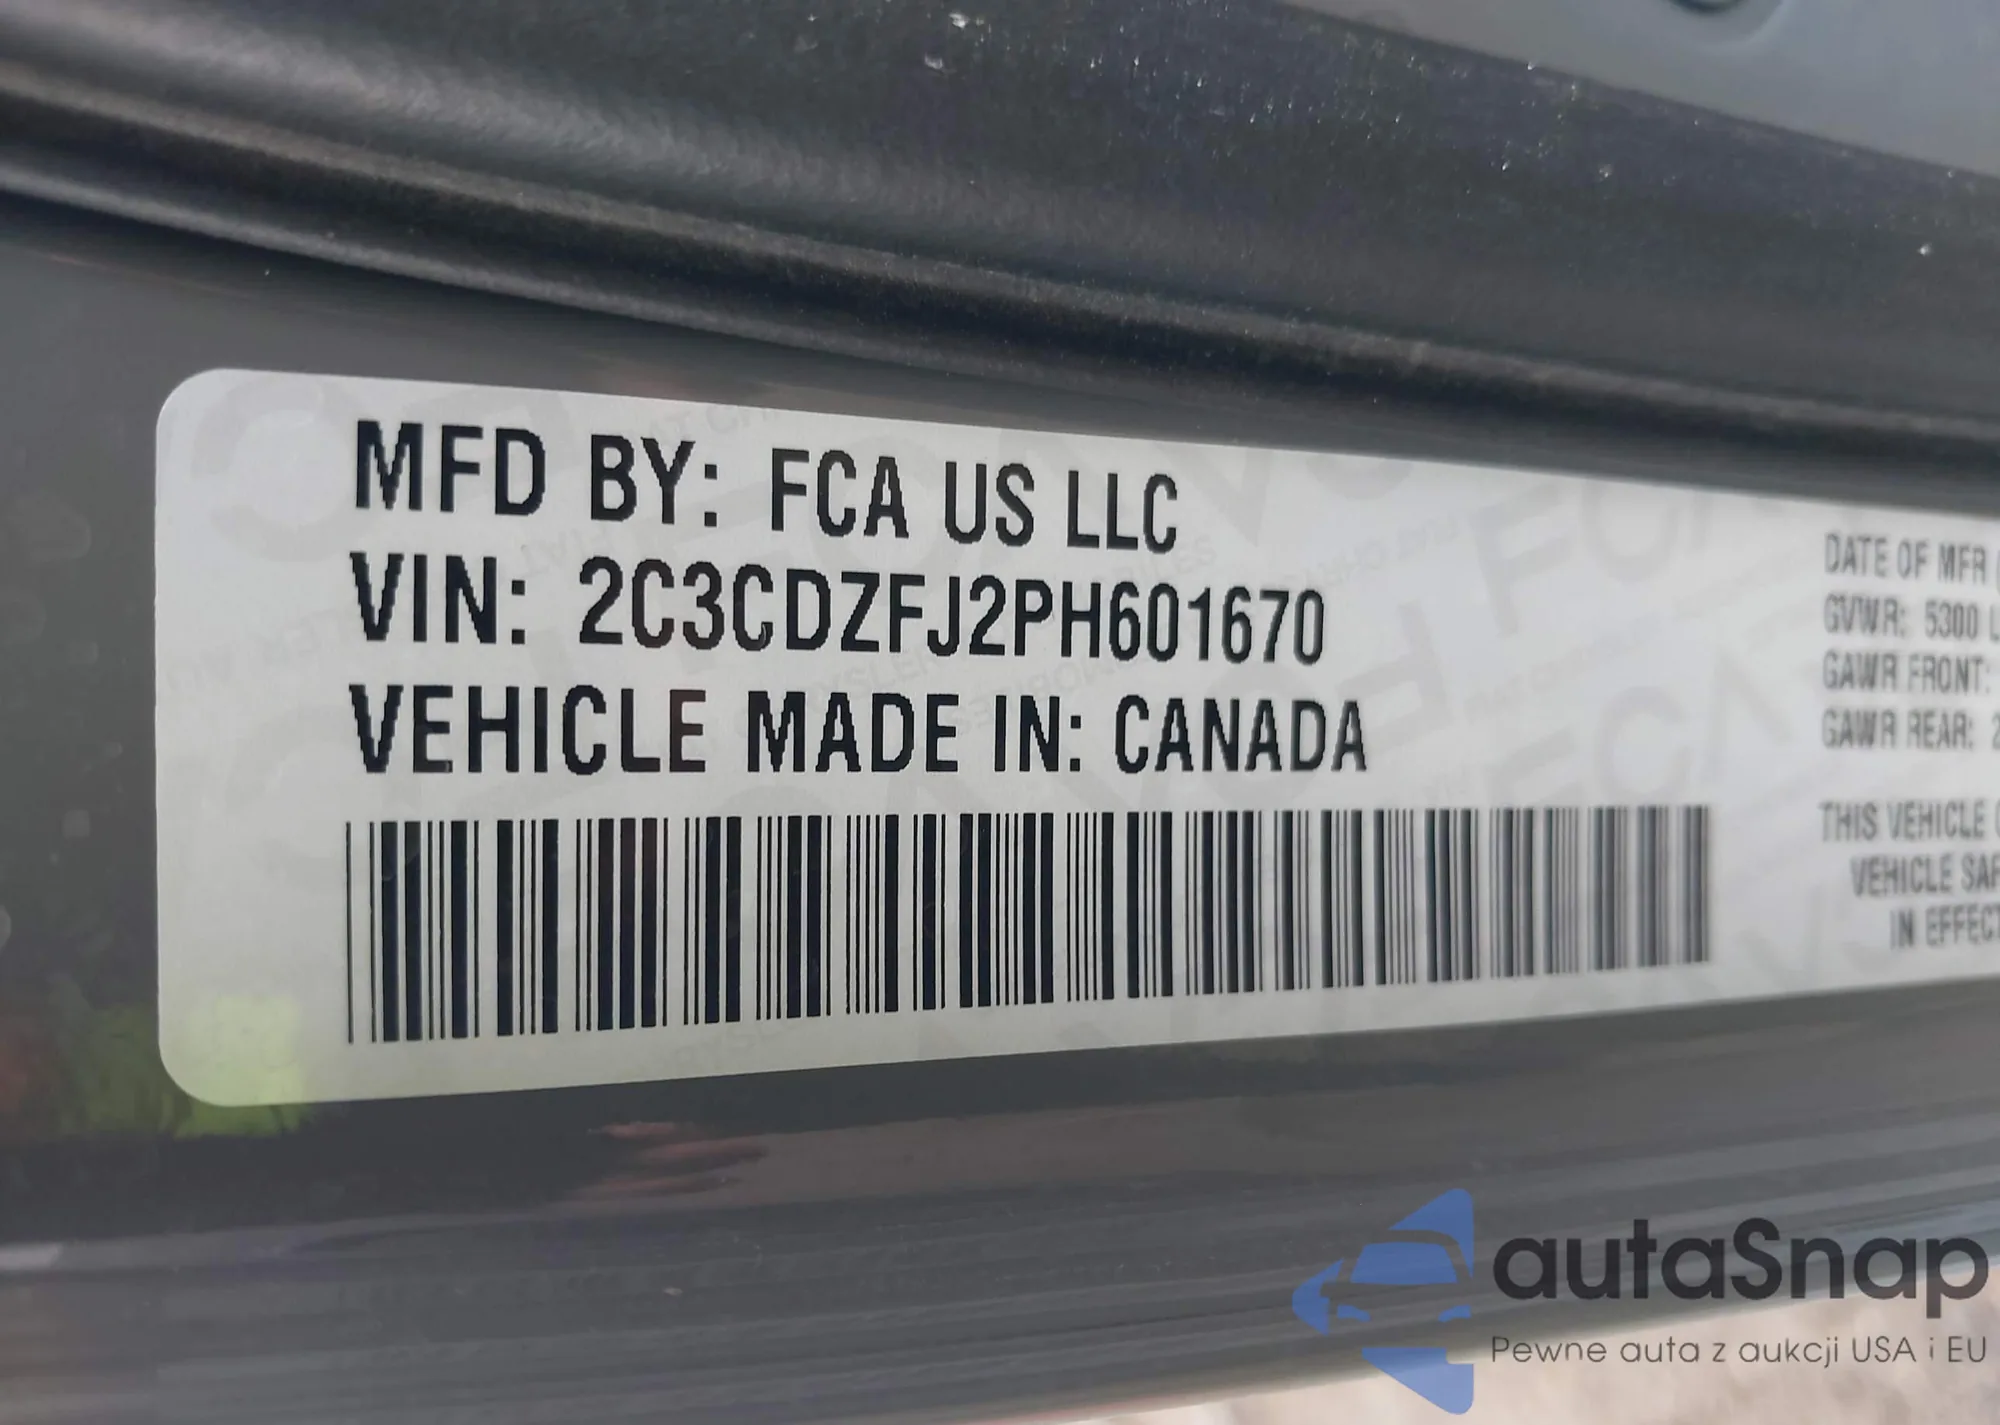 MFD BY: FCA US LLC
VIN: 2C3CDZFJ2PH601670
VEHICLE MADE IN: CANADA
DATE OF MFR
GVWR: 5300 L
GAWR FRONT:
GAWR REAR: 2
THIS VEHICLE
VEHICLE SAF
IN EFFECT
autaSnap
Pewne auta z aukcji USA i EU